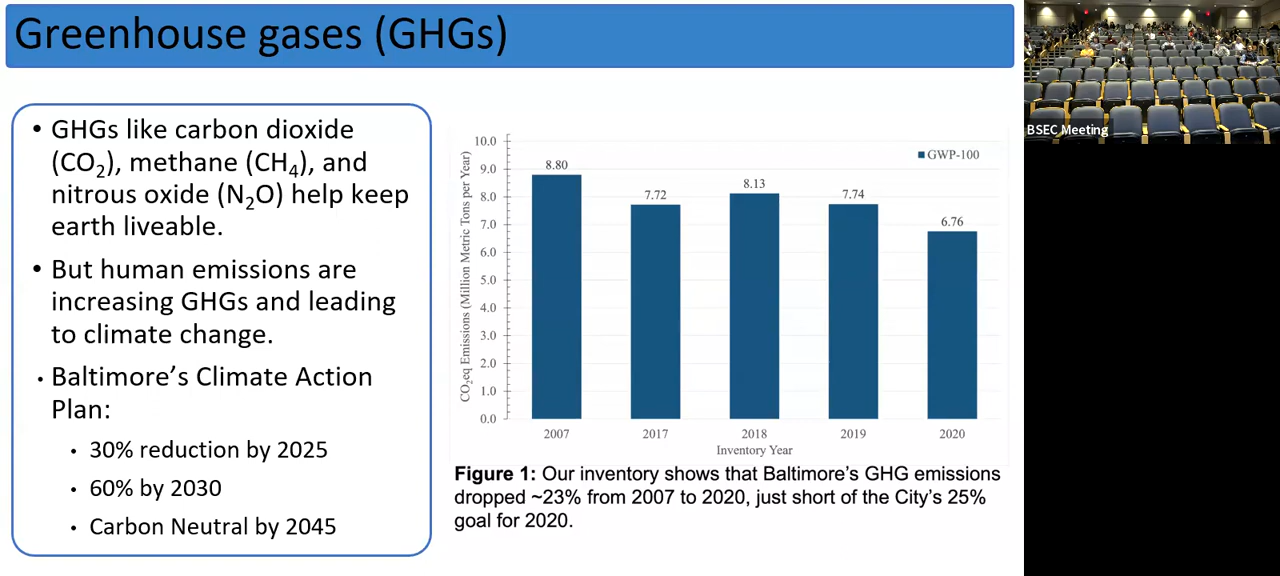 Greenhouse gases (GHGs)
• GHGs like carbon dioxide
(CO₂), methane (CH₄), and
nitrous oxide (N₂O) help keep
earth liveable.
• But human emissions are
increasing GHGs and leading
to climate change.
• Baltimore’s Climate Action
Plan:
• 30% reduction by 2025
• 60% by 2030
• Carbon Neutral by 2045
CO₂eq Emissions (Million Metric Tons per Year)
10.0
9.0
8.0
7.0
6.0
5.0
4.0
3.0
2.0
1.0
0.0
GWP-100
8.80
7.72
8.13
7.74
6.76
2007 2017 2018 2019 2020
Inventory Year
Figure 1: Our inventory shows that Baltimore’s GHG emissions
dropped ~23% from 2007 to 2020, just short of the City’s 25%
goal for 2020.
BSEC Meeting